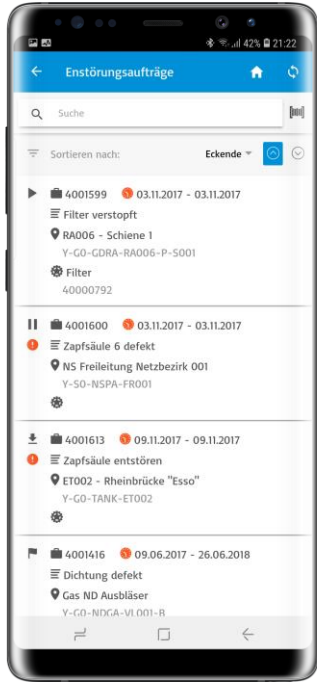 42% 21:22
Enstörungsaufträge
Suche
Sortieren nach: Eckende
4001599 03.11.2017 - 03.11.2017
Filter verstopft
RA006 - Schiene 1
Y-GO-GDRA-RA006-P-S001
Filter
40000792
4001600 03.11.2017 - 03.11.2017
Zapfsäule 6 defekt
NS Freileitung Netzbezirk 001
Y-SO-NSPA-FR001
4001613 09.11.2017 - 09.11.2017
Zapfsäule entstören
ET002 - Rheinbrücke "Esso"
Y-GO-TANK-ET002
4001416 09.06.2017 - 26.06.2018
Dichtung defekt
Gas ND Ausbläser
Y-GO-NDGA-VL001-B